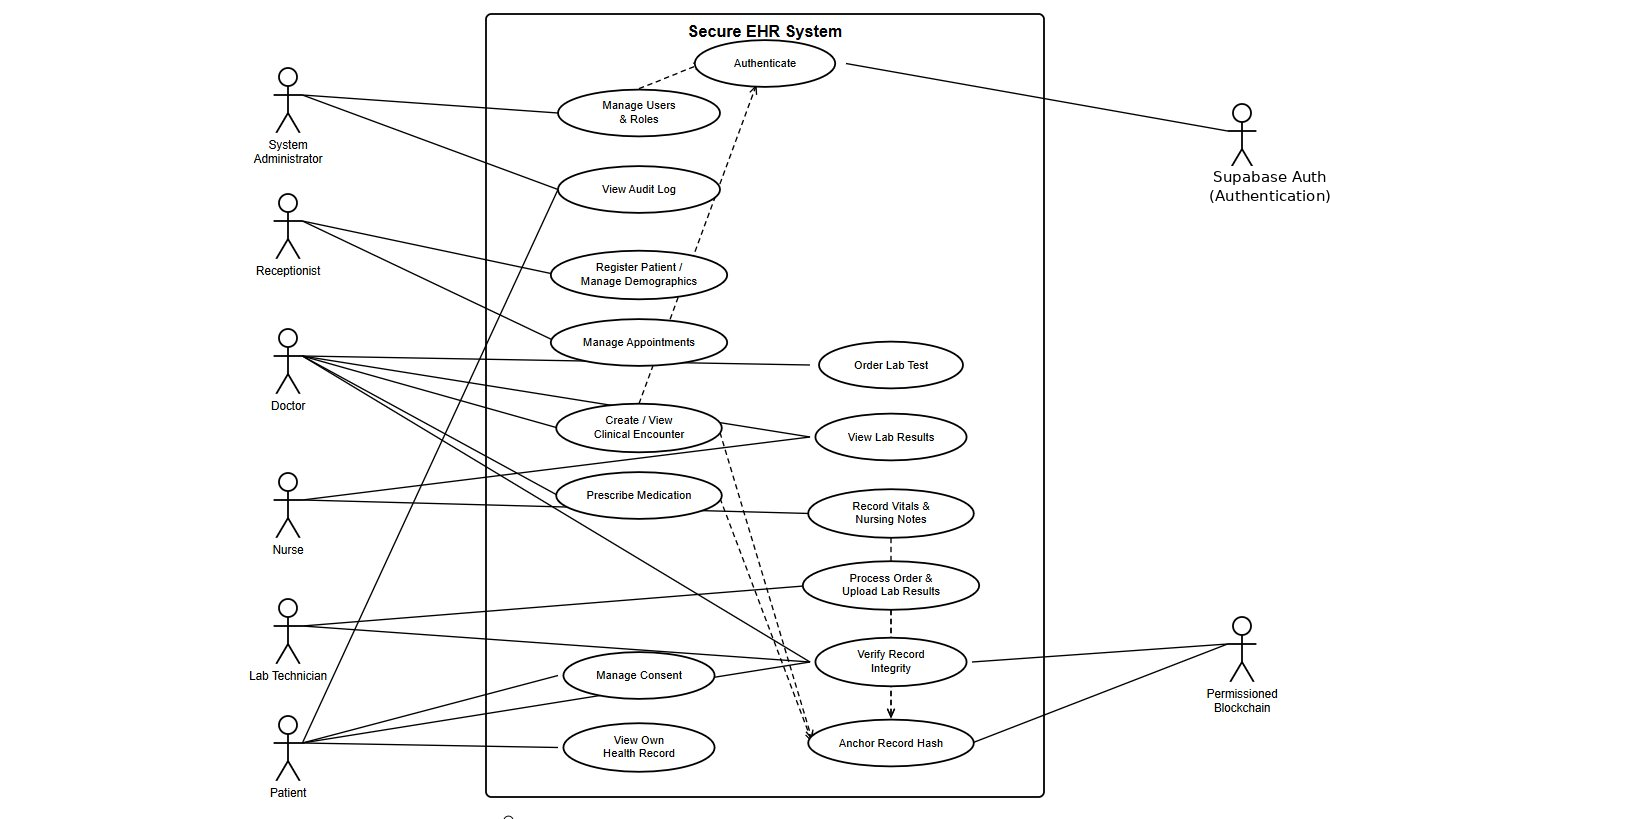 Secure EHR System
Authenticate
Manage Users
& Roles
System
Administrator
Supabase Auth
(Authentication)
View Audit Log
Receptionist
Register Patient /
Manage Demographics
Manage Appointments
Order Lab Test
Doctor
Create / View
Clinical Encounter
View Lab Results
Prescribe Medication
Record Vitals &
Nursing Notes
Nurse
Process Order &
Upload Lab Results
Verify Record
Integrity
Lab Technician
Manage Consent
Permissioned
Blockchain
View Own
Health Record
Anchor Record Hash
Patient